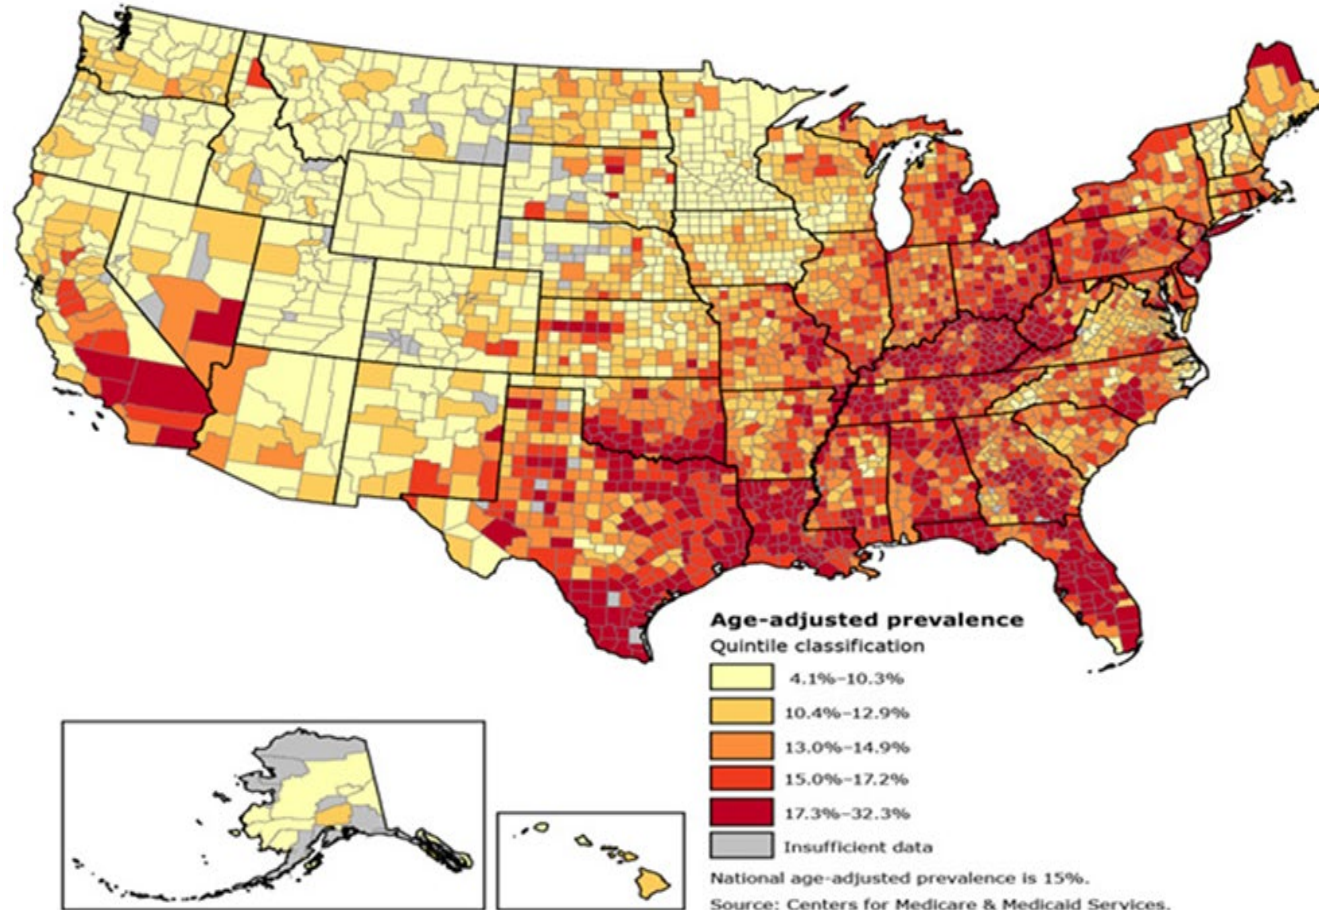 Age-adjusted prevalence
Quintile classification
4.1%–10.3%
10.4%–12.9%
13.0%–14.9%
15.0%–17.2%
17.3%–32.3%
Insufficient data
National age-adjusted prevalence is 15%.
Source: Centers for Medicare & Medicaid Services.